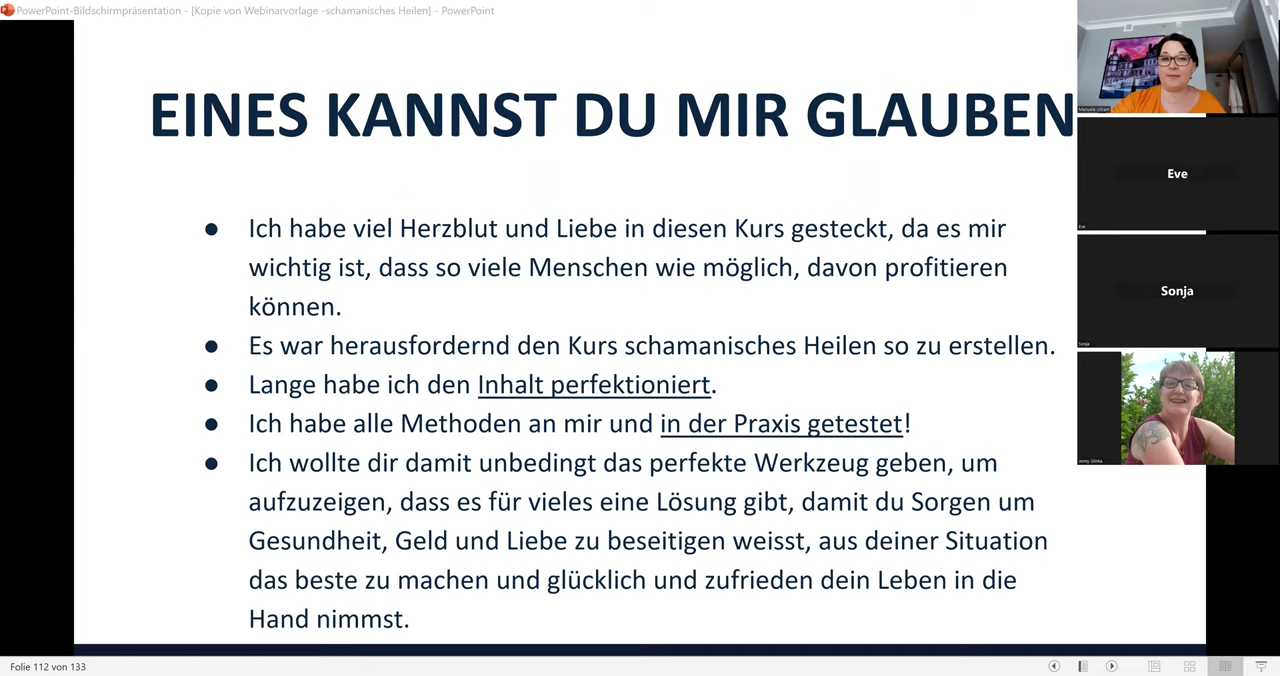 PowerPoint-Bildschirmpräsentation - [Kopie von Webinarvorlage -schamanisches Heilen] - PowerPoint
EINES KANNST DU MIR GLAUBEN
● Ich habe viel Herzblut und Liebe in diesen Kurs gesteckt, da es mir
wichtig ist, dass so viele Menschen wie möglich, davon profitieren
können.
● Es war herausfordernd den Kurs schamanisches Heilen so zu erstellen.
● Lange habe ich den Inhalt perfektioniert.
● Ich habe alle Methoden an mir und in der Praxis getestet!
● Ich wollte dir damit unbedingt das perfekte Werkzeug geben, um
aufzuzeigen, dass es für vieles eine Lösung gibt, damit du Sorgen um
Gesundheit, Geld und Liebe zu beseitigen weisst, aus deiner Situation
das beste zu machen und glücklich und zufrieden dein Leben in die
Hand nimmst.
Manuela
Eve
Eve
Sonja
Sonja
Jenny Glinka
Folie 112 von 133